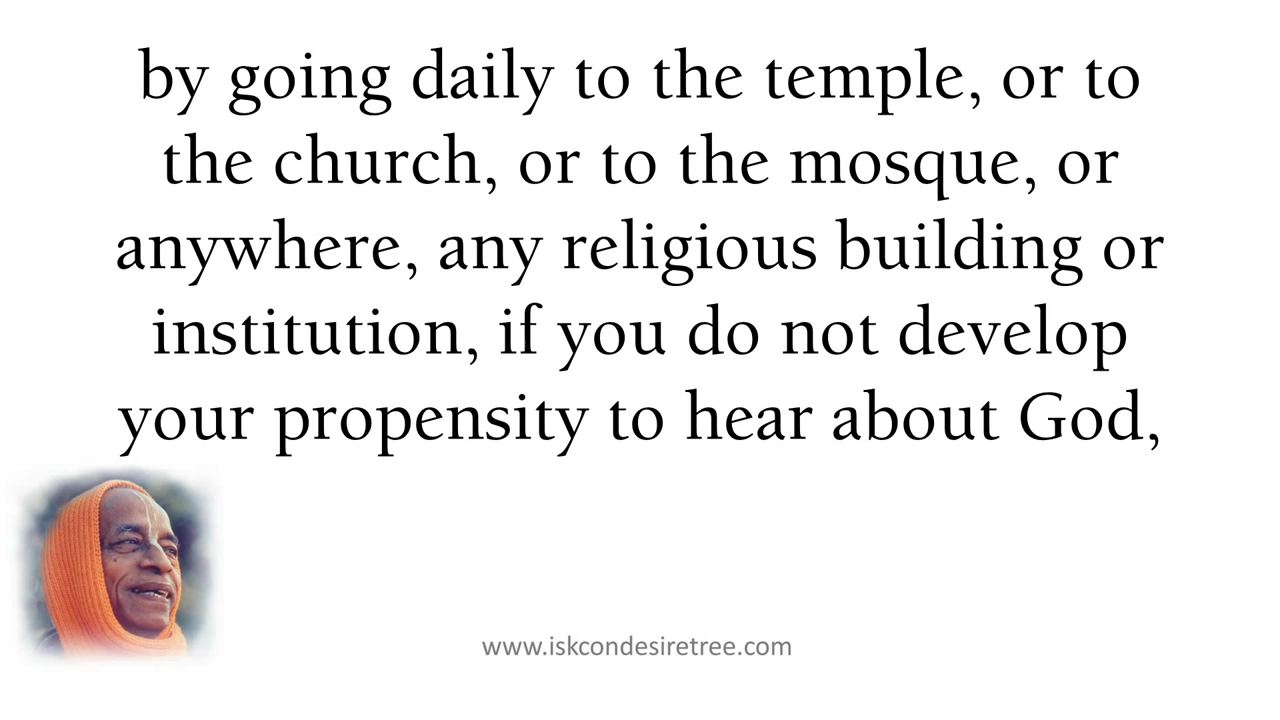 by going daily to the temple, or to
the church, or to the mosque, or
anywhere, any religious building or
institution, if you do not develop
your propensity to hear about God,
www.iskcondesiretree.com